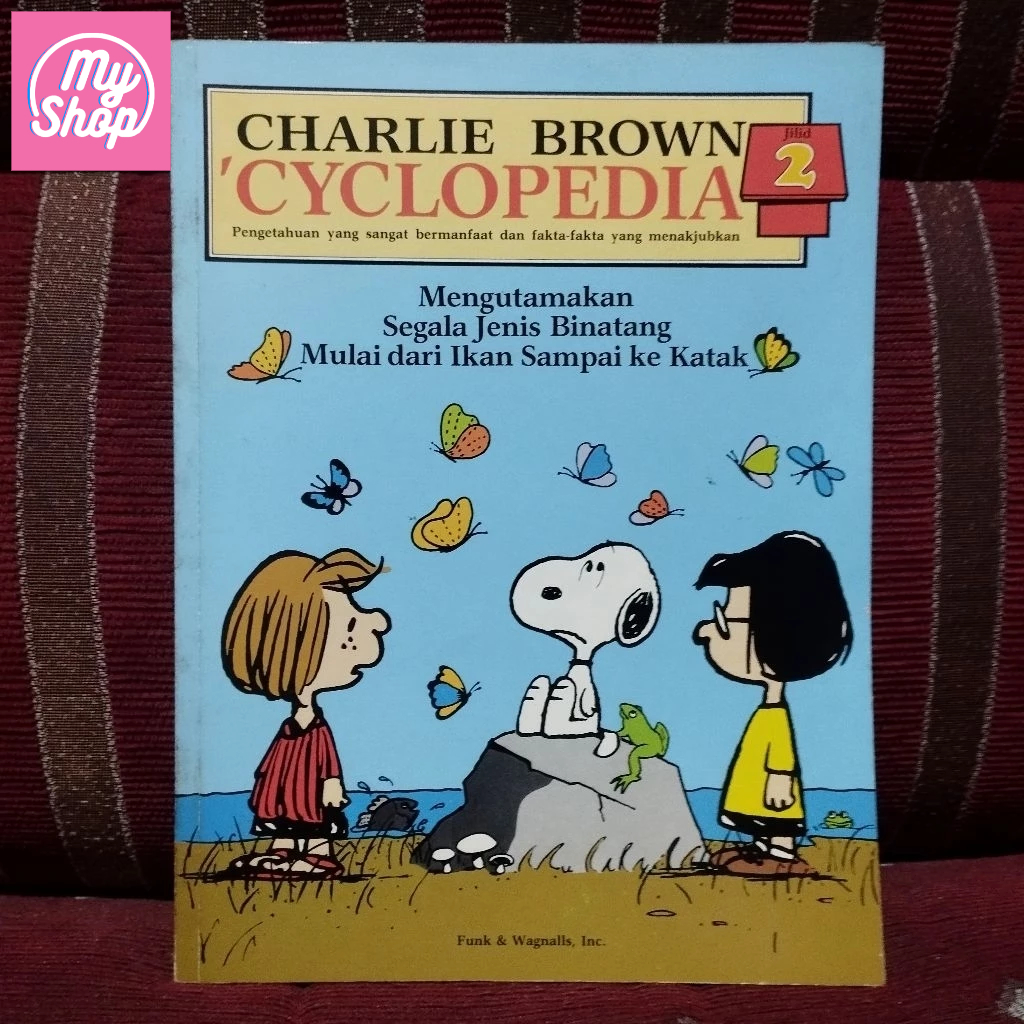 My
Shop
CHARLIE BROWN
'CYCLOPEDIA
Jilid
2
Pengetahuan yang sangat bermanfaat dan fakta-fakta yang menakjubkan
Mengutamakan
Segala Jenis Binatang
Mulai dari Ikan Sampai ke Katak
Funk & Wagnalls, Inc.